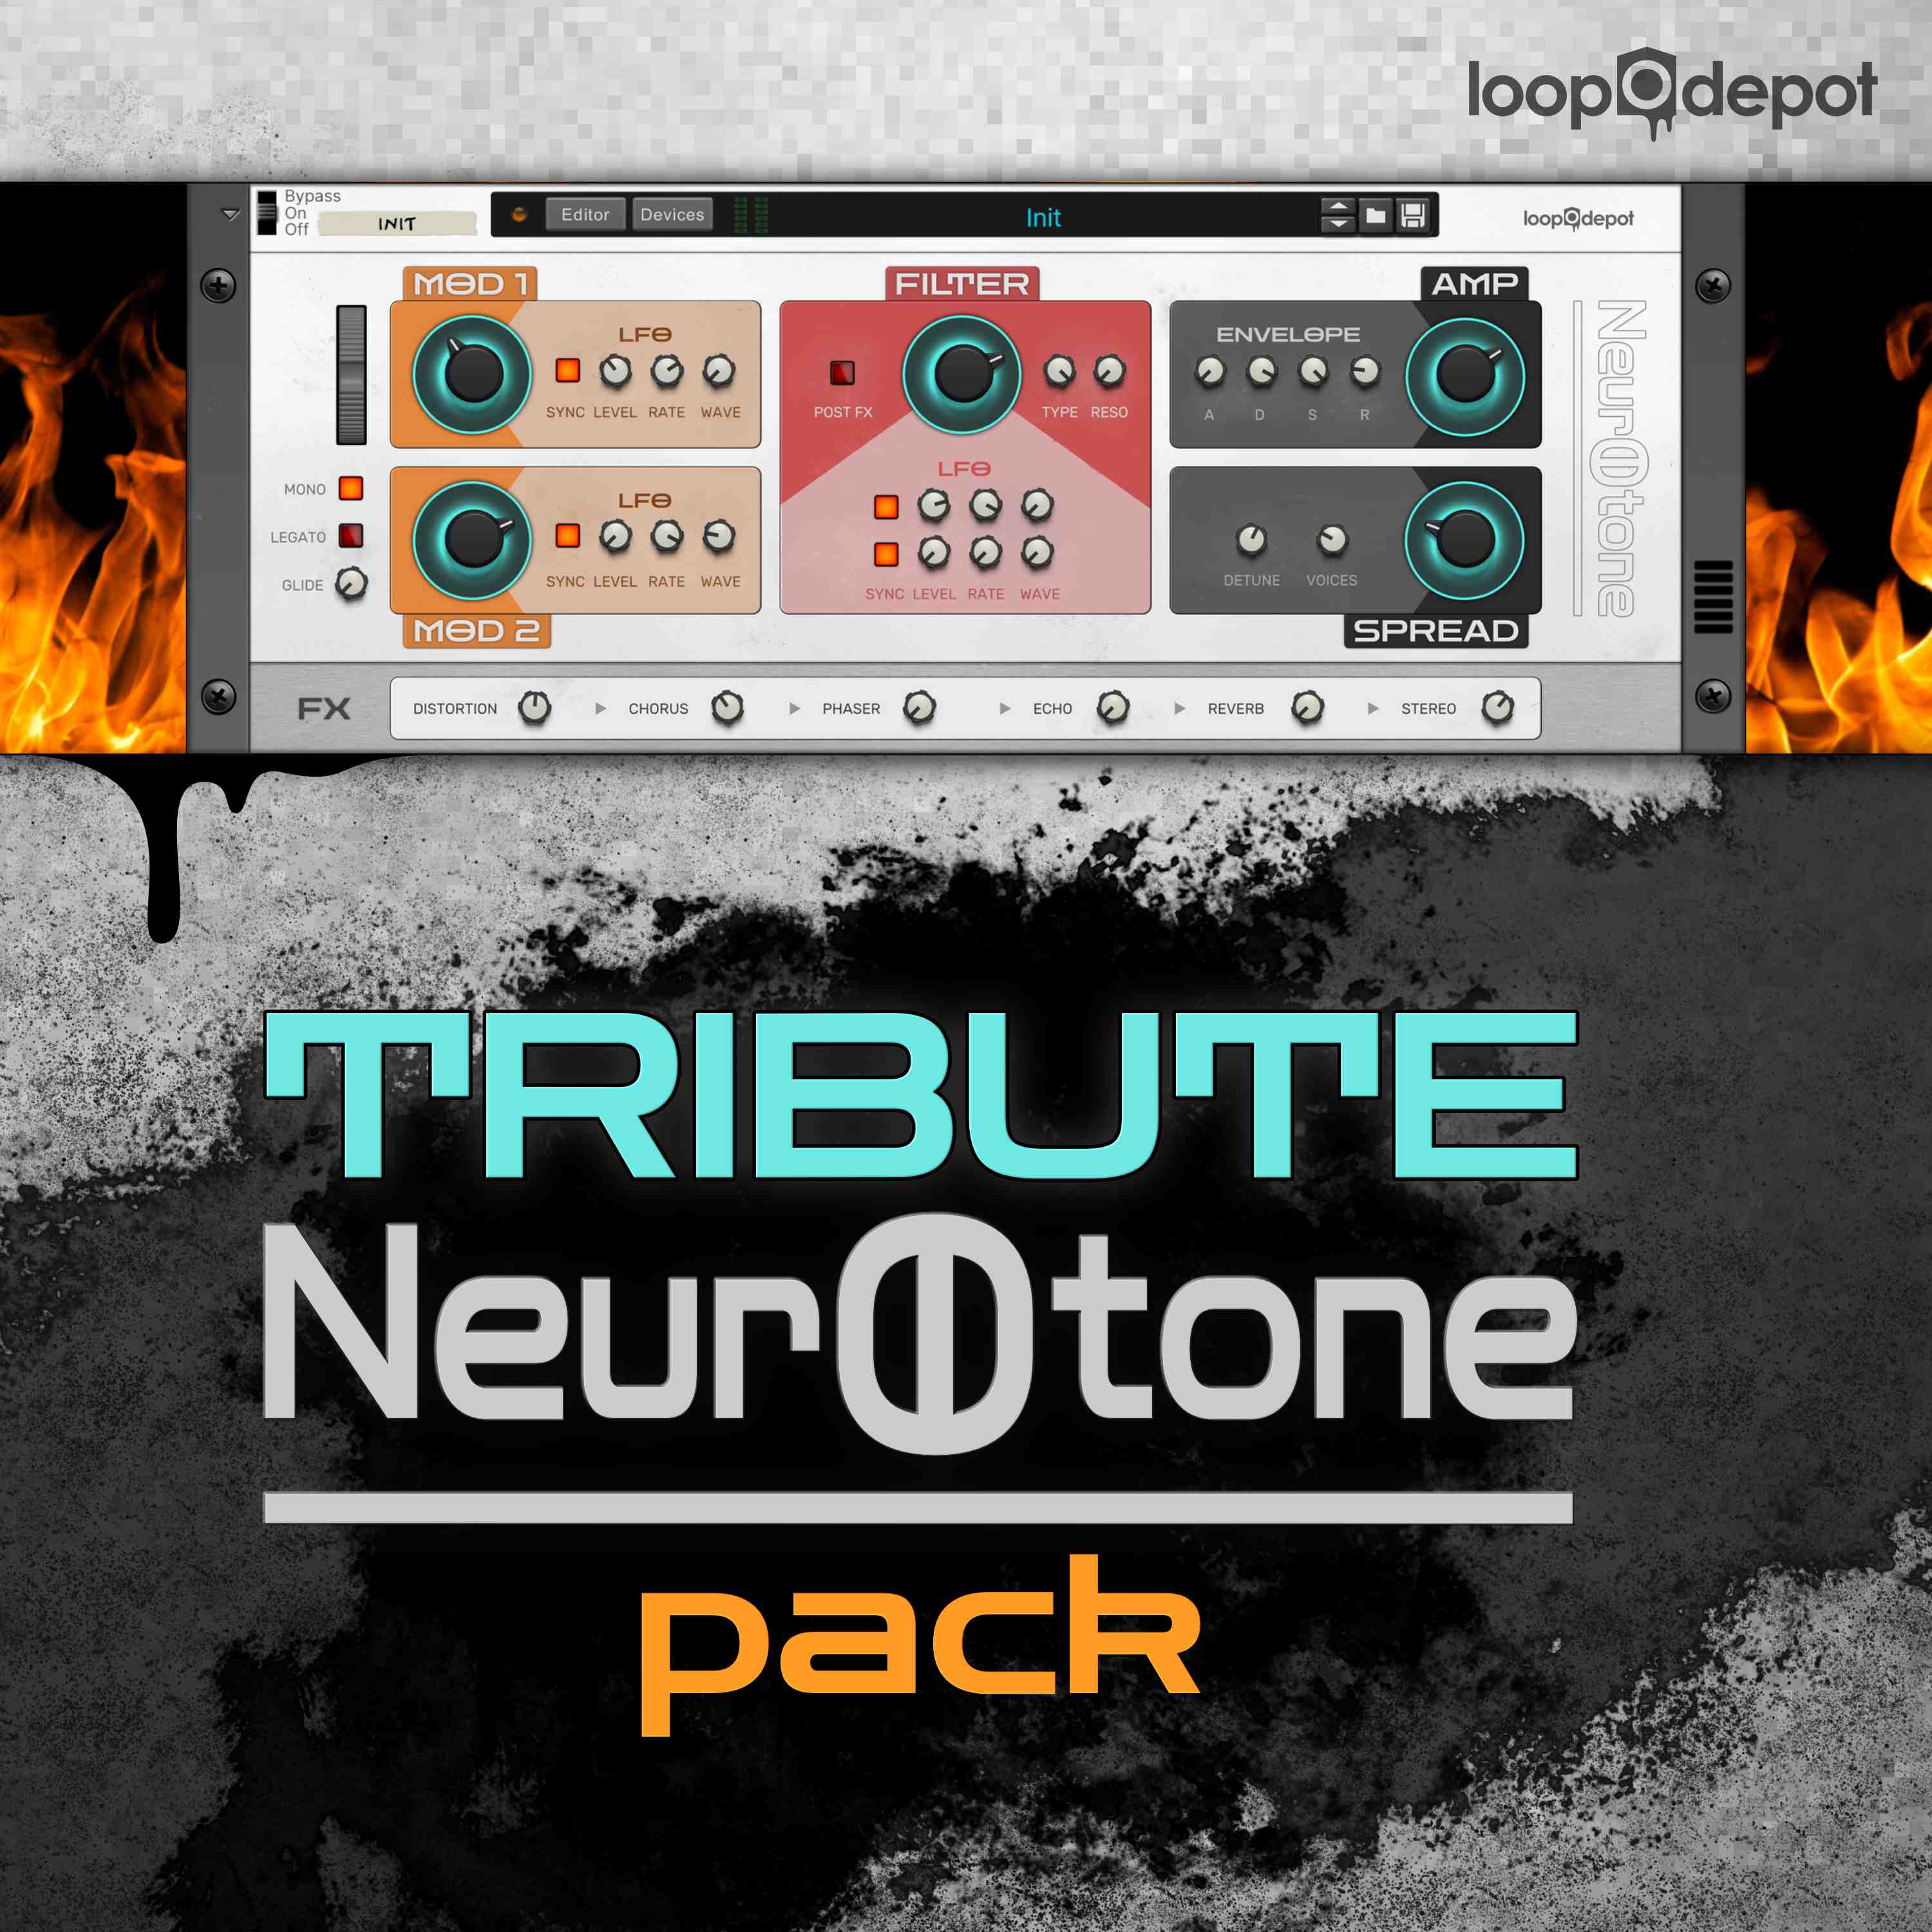 loopdepot
Bypass
On
Off
INIT
Editor
Devices
Init
loopdepot
MOD 1
LFO
SYNC LEVEL RATE WAVE
FILTER
POST FX
TYPE RESO
LFO
SYNC LEVEL RATE WAVE
AMP
ENVELOPE
A D S R
MONO
LEGATO
GLIDE
LFO
SYNC LEVEL RATE WAVE
MOD 2
DETUNE VOICES
SPREAD
Neurotone
FX
DISTORTION CHORUS PHASER ECHO REVERB STEREO
TRIBUTE
Neurotone
pack